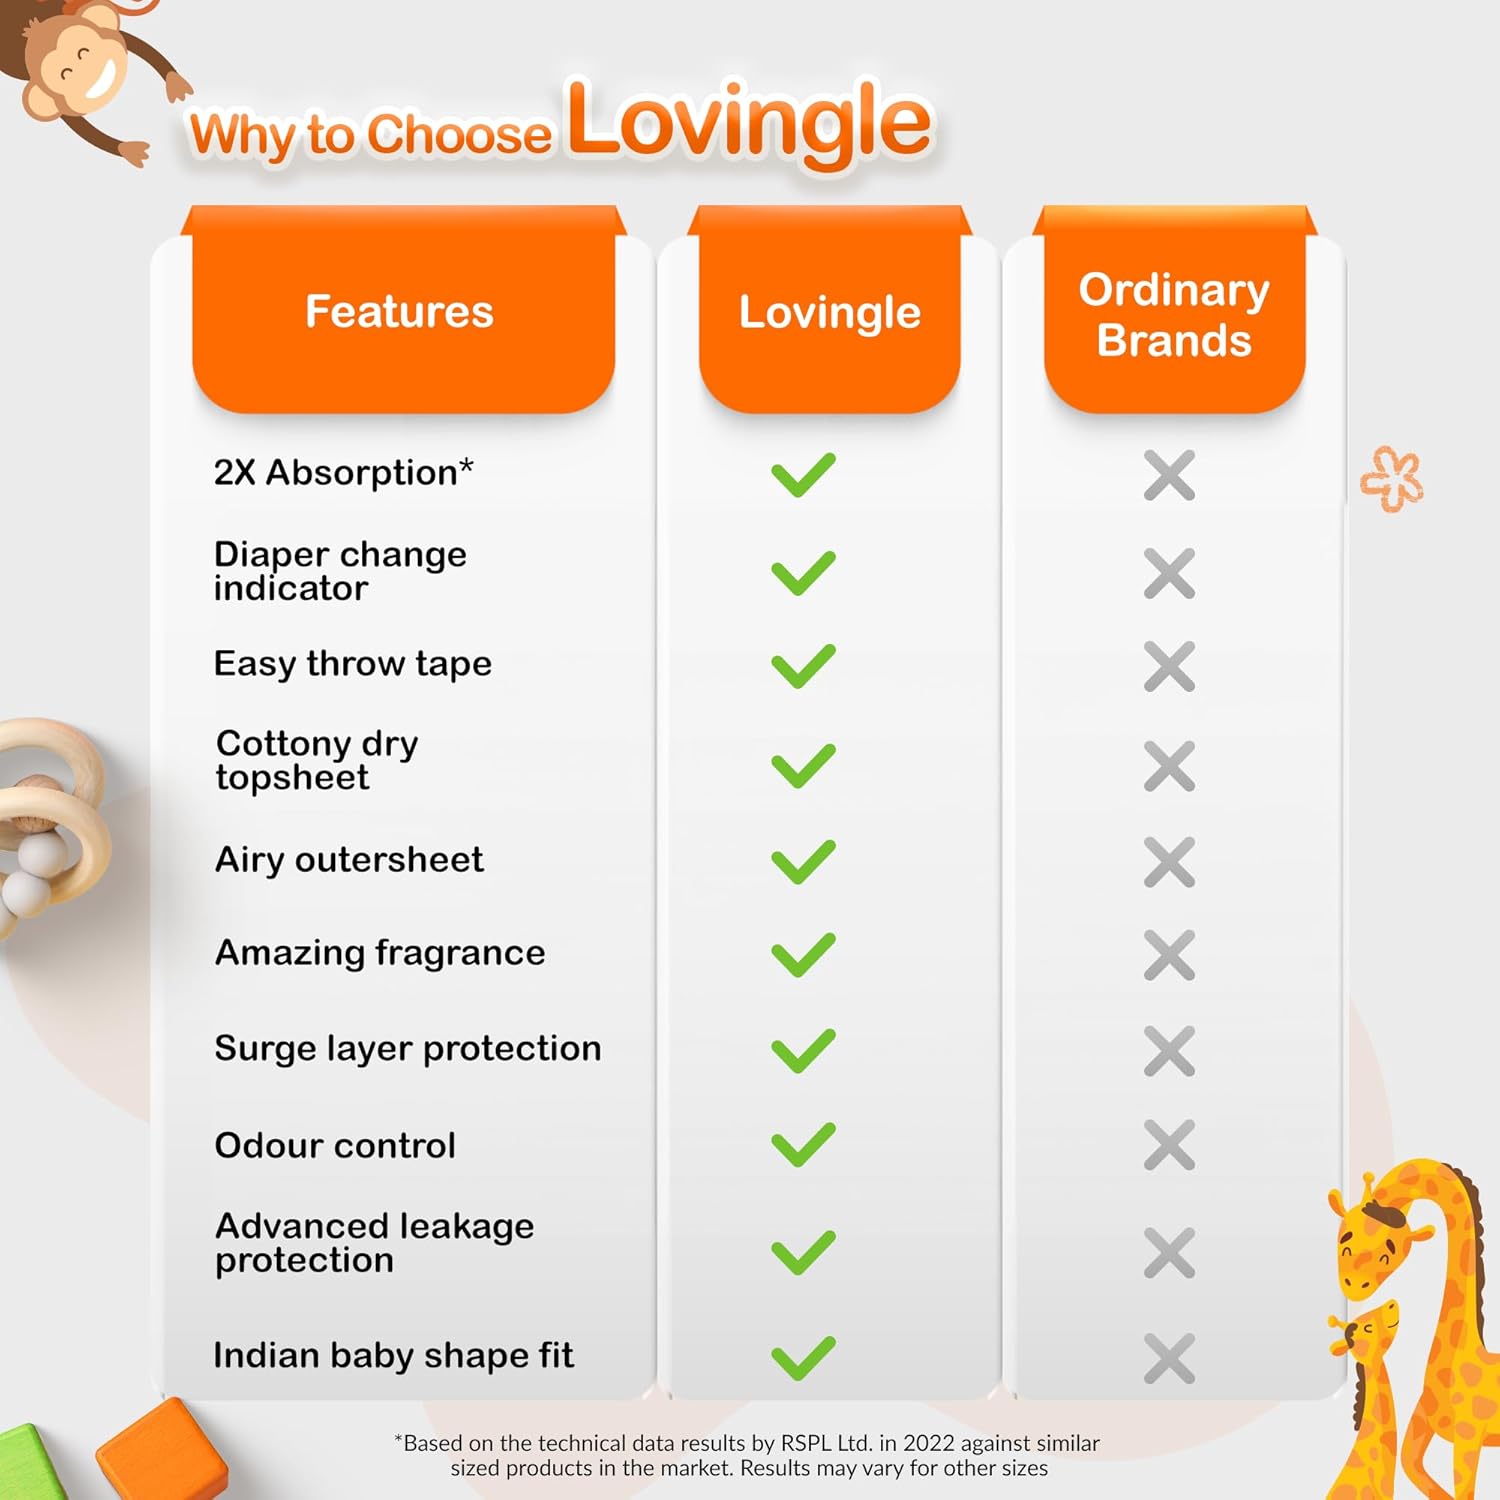 Why to Choose Lovingle
Features
Lovingle
Ordinary
Brands
2X Absorption*
Diaper change
indicator
Easy throw tape
Cottony dry
topsheet
Airy outersheet
Amazing fragrance
Surge layer protection
Odour control
Advanced leakage
protection
Indian baby shape fit
*Based on the technical data results by RSPL Ltd. in 2022 against similar
sized products in the market. Results may vary for other sizes